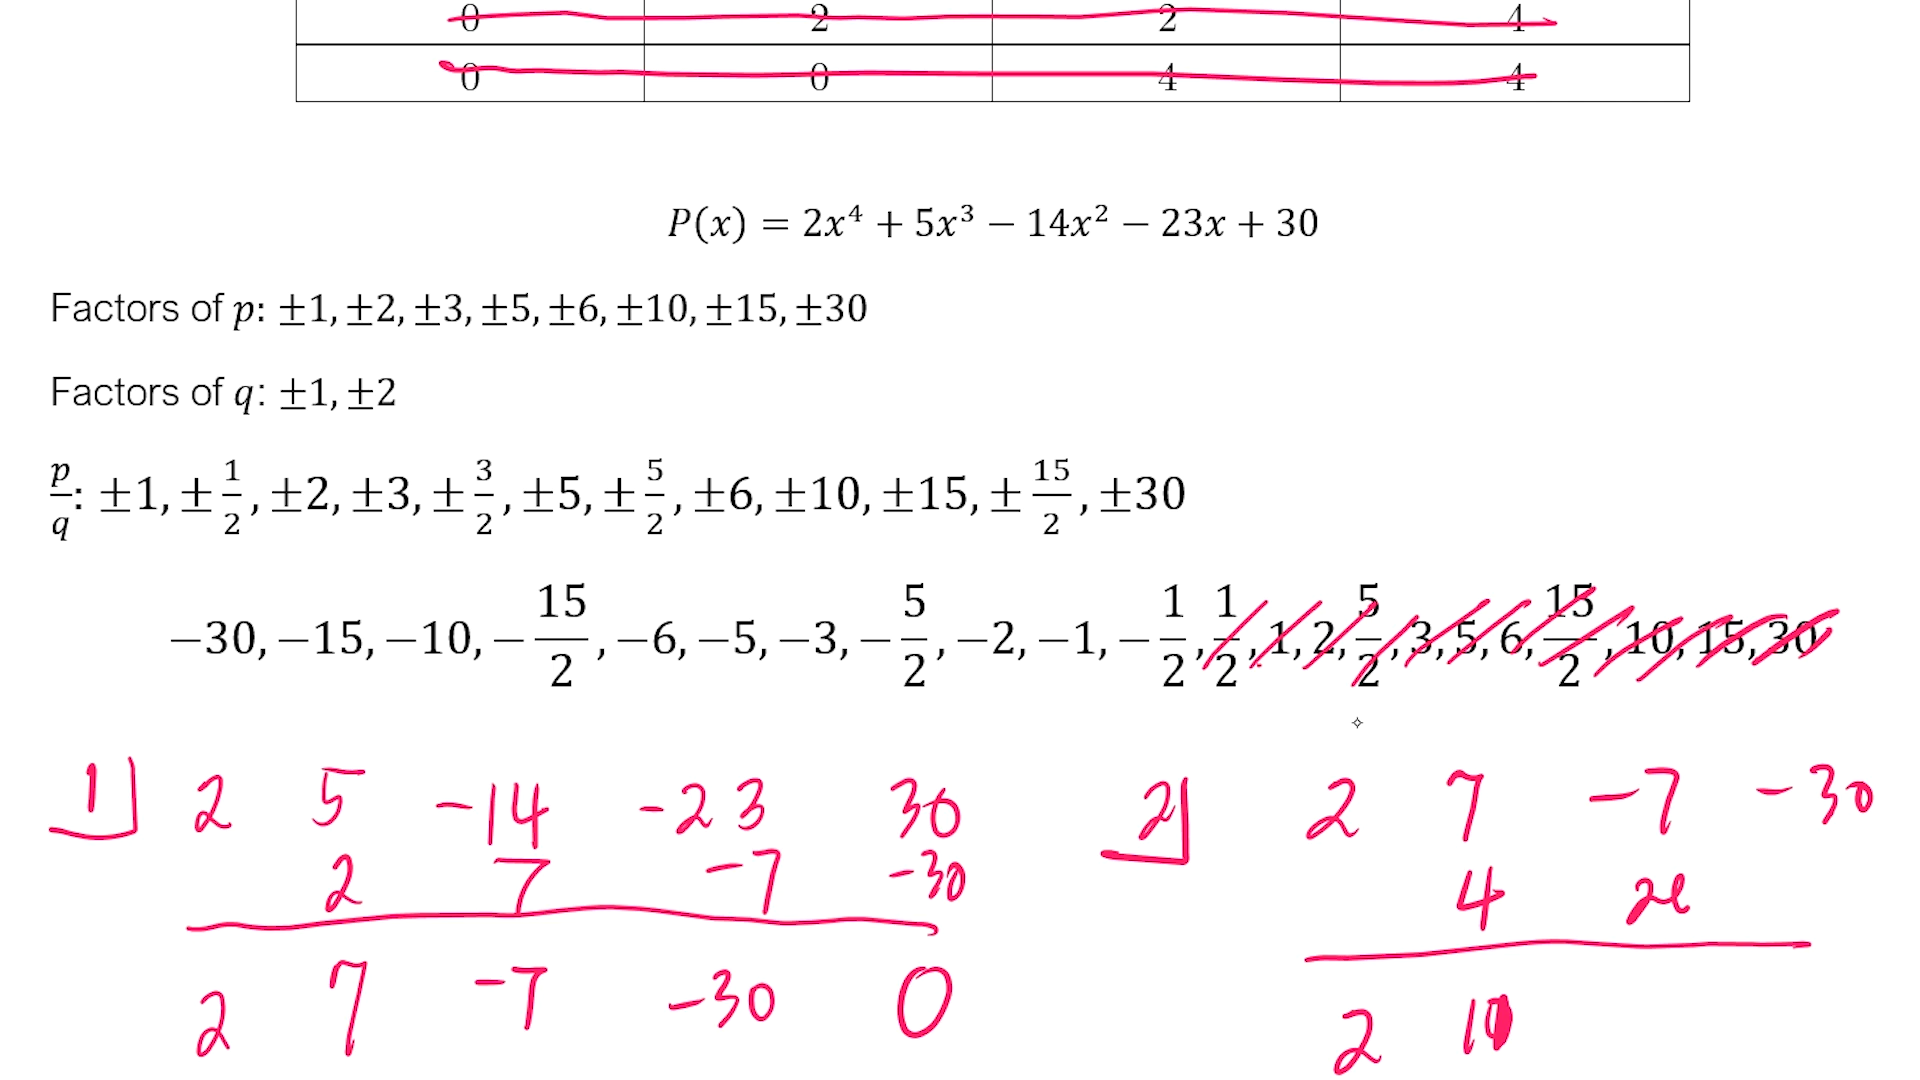 0 2 2 4
0 0 4 4
P(x) = 2x⁴ + 5x³ − 14x² − 23x + 30
Factors of p: ±1, ±2, ±3, ±5, ±6, ±10, ±15, ±30
Factors of q: ±1, ±2
p/q: ±1, ±1/2, ±2, ±3, ±3/2, ±5, ±5/2, ±6, ±10, ±15, ±15/2, ±30
−30, −15, −10, −15/2, −6, −5, −3, −5/2, −2, −1, −1/2, 1/2, 1, 2, 5/2, 3, 5, 6, 15/2, 10, 15, 30
1 2 5 -14 -23 30
2 7 -7 -30
2 7 -7 -30 0
2 2 7 -7 -30
4
2 11